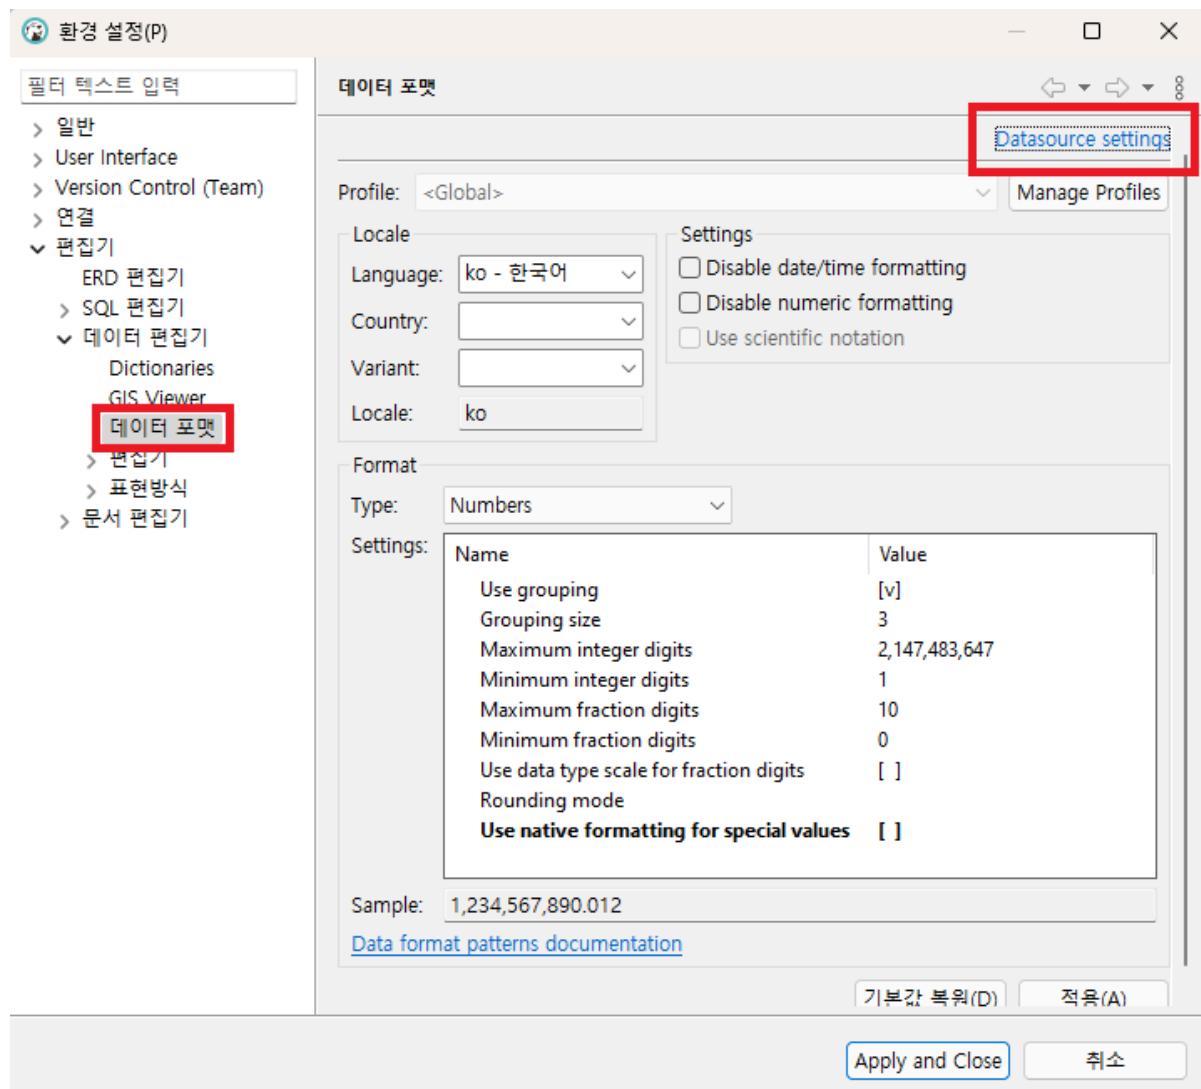 환경 설정(P)
필터 텍스트 입력
일반
User Interface
Version Control (Team)
연결
편집기
ERD 편집기
SQL 편집기
데이터 편집기
Dictionaries
GIS Viewer
데이터 포맷
편집기
표현방식
문서 편집기
데이터 포맷
Datasource settings
Profile: <Global> Manage Profiles
Locale
Language: ko - 한국어
Country:
Variant:
Locale: ko
Settings
Disable date/time formatting
Disable numeric formatting
Use scientific notation
Format
Type: Numbers
Settings:
Name Value
Use grouping [v]
Grouping size 3
Maximum integer digits 2,147,483,647
Minimum integer digits 1
Maximum fraction digits 10
Minimum fraction digits 0
Use data type scale for fraction digits [ ]
Rounding mode
Use native formatting for special values [ ]
Sample: 1,234,567,890.012
Data format patterns documentation
기본값 복원(D) 적용(A)
Apply and Close 취소